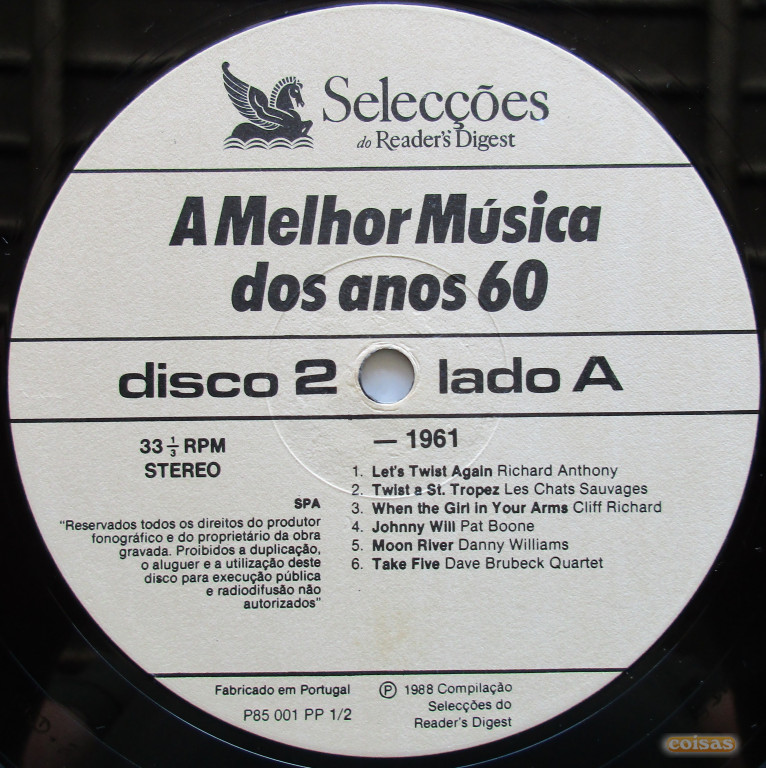 Selecções
do Reader's Digest
A Melhor Música
dos anos 60
disco 2 lado A
33 1/3 RPM
STEREO
SPA
"Reservados todos os direitos do produtor
fonográfico e do proprietário da obra
gravada. Proibidos a duplicação,
o aluguer e a utilização deste
disco para execução pública
e radiodifusão não
autorizados"
— 1961
1. Let's Twist Again Richard Anthony
2. Twist a St. Tropez Les Chats Sauvages
3. When the Girl in Your Arms Cliff Richard
4. Johnny Will Pat Boone
5. Moon River Danny Williams
6. Take Five Dave Brubeck Quartet
Fabricado em Portugal
P85 001 PP 1/2
Ⓟ 1988 Compilação
Selecções do
Reader's Digest
coisas